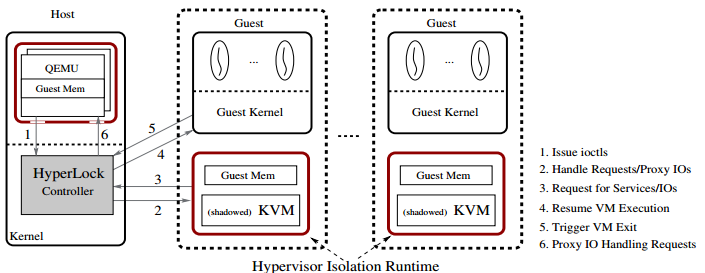 Host
QEMU
Guest Mem
1
6
HyperLock
Controller
Kernel
5
4
3
2
Guest
...
Guest Kernel
Guest Mem
(shadowed) KVM
...
Guest
...
Guest Kernel
Guest Mem
(shadowed) KVM
Hypervisor Isolation Runtime
1. Issue ioctls
2. Handle Requests/Proxy IOs
3. Request for Services/IOs
4. Resume VM Execution
5. Trigger VM Exit
6. Proxy IO Handling Requests